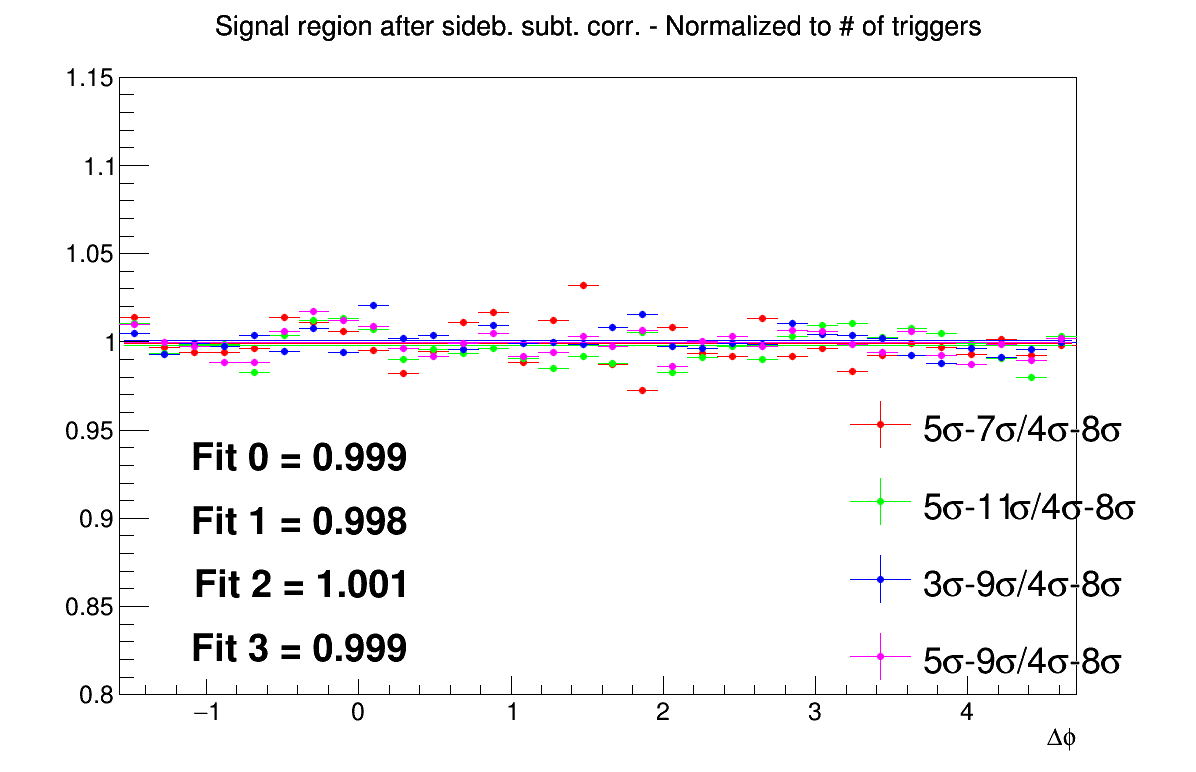 Signal region after sideb. subt. corr. - Normalized to # of triggers
1.15
1.1
1.05
1
0.95
0.9
0.85
0.8
5σ-7σ/4σ-8σ
5σ-11σ/4σ-8σ
3σ-9σ/4σ-8σ
5σ-9σ/4σ-8σ
Fit 0 = 0.999
Fit 1 = 0.998
Fit 2 = 1.001
Fit 3 = 0.999
−1 0 1 2 3 4
Δϕ